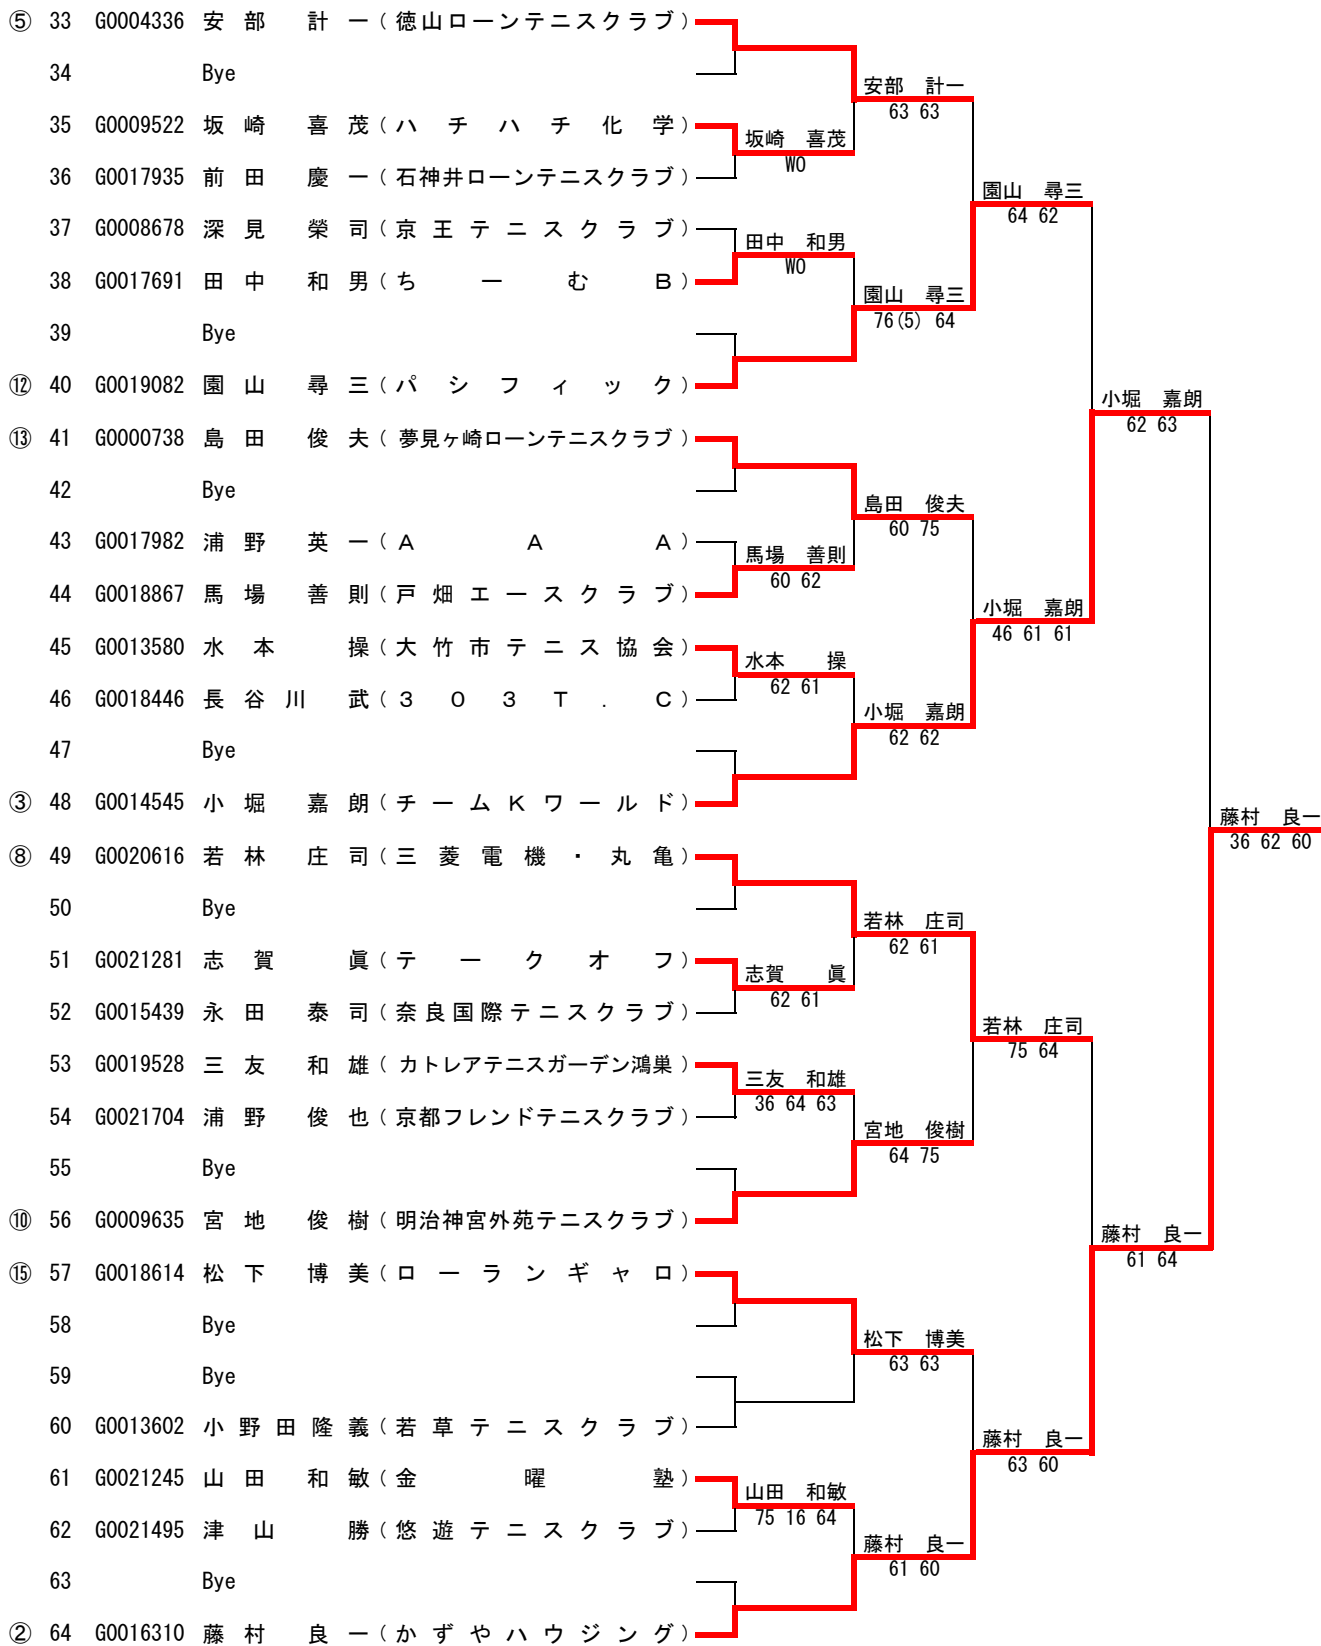 ⑤ 33 G0004336 安部 計一 (徳山ローンテニスクラブ)
34 Bye
安部 計一
63 63
35 G0009522 坂崎 喜茂 (ハチハチ化学)
坂崎 喜茂
WO
36 G0017935 前田 慶一 (石神井ローンテニスクラブ)
園山 尋三
64 62
37 G0008678 深見 榮司 (京王テニスクラブ)
田中 和男
WO
38 G0017691 田中 和男 (ちーむB)
園山 尋三
76(5) 64
39 Bye
⑫ 40 G0019082 園山 尋三 (パシフィック)
小堀 嘉朗
62 63
⑬ 41 G0000738 島田 俊夫 (夢見ヶ崎ローンテニスクラブ)
42 Bye
島田 俊夫
60 75
43 G0017982 浦野 英一 (AAA)
馬場 善則
60 62
44 G0018867 馬場 善則 (戸畑エースクラブ)
小堀 嘉朗
46 61 61
45 G0013580 水本 操 (大竹市テニス協会)
水本 操
62 61
46 G0018446 長谷川 武 (303T.C)
小堀 嘉朗
62 62
47 Bye
③ 48 G0014545 小堀 嘉朗 (チームKワールド)
藤村 良一
36 62 60
⑧ 49 G0020616 若林 庄司 (三菱電機・丸亀)
50 Bye
若林 庄司
62 61
51 G0021281 志賀 眞 (テークオフ)
志賀 眞
62 61
52 G0015439 永田 泰司 (奈良国際テニスクラブ)
若林 庄司
75 64
53 G0019528 三友 和雄 (カトレアテニスガーデン鴻巣)
三友 和雄
36 64 63
54 G0021704 浦野 俊也 (京都フレンドテニスクラブ)
宮地 俊樹
64 75
55 Bye
⑩ 56 G0009635 宮地 俊樹 (明治神宮外苑テニスクラブ)
藤村 良一
61 64
⑮ 57 G0018614 松下 博美 (ローランギャロ)
58 Bye
松下 博美
63 63
59 Bye
60 G0013602 小野田隆義 (若草テニスクラブ)
藤村 良一
63 60
61 G0021245 山田 和敏 (金曜塾)
山田 和敏
75 16 64
62 G0021495 津山 勝 (悠遊テニスクラブ)
藤村 良一
61 60
63 Bye
② 64 G0016310 藤村 良一 (かずやハウジング)